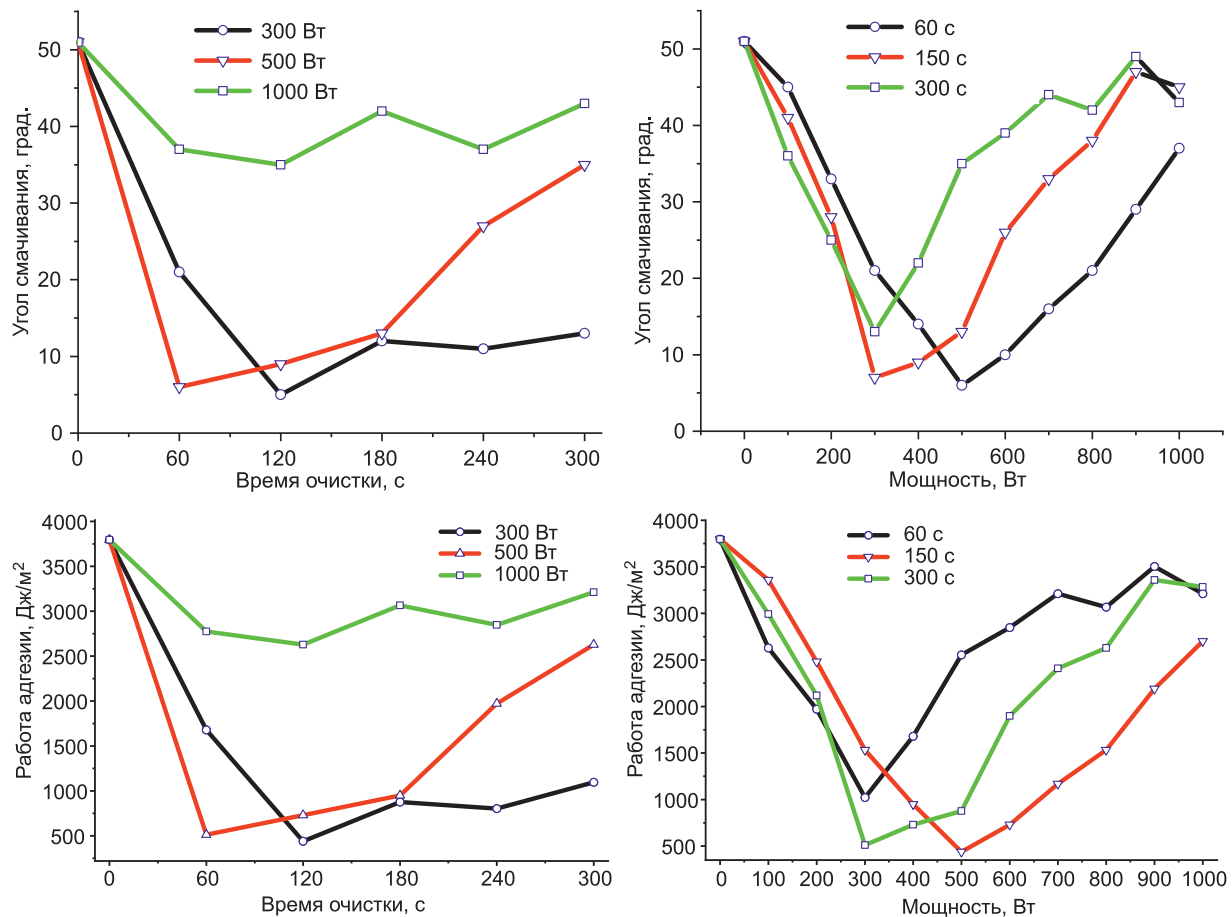 300 Вт
500 Вт
1000 Вт
50
40
30
20
10
0
Угол смачивания, град.
0 60 120 180 240 300
Время очистки, с
60 с
150 с
300 с
50
40
30
20
10
0
Угол смачивания, град.
0 200 400 600 800 1000
Мощность, Вт
300 Вт
500 Вт
1000 Вт
4000
3500
3000
2500
2000
1500
1000
500
Работа адгезии, Дж/м²
0 60 120 180 240 300
Время очистки, с
60 с
150 с
300 с
4000
3500
3000
2500
2000
1500
1000
500
Работа адгезии, Дж/м²
0 100 200 300 400 500 600 700 800 900 1000
Мощность, Вт